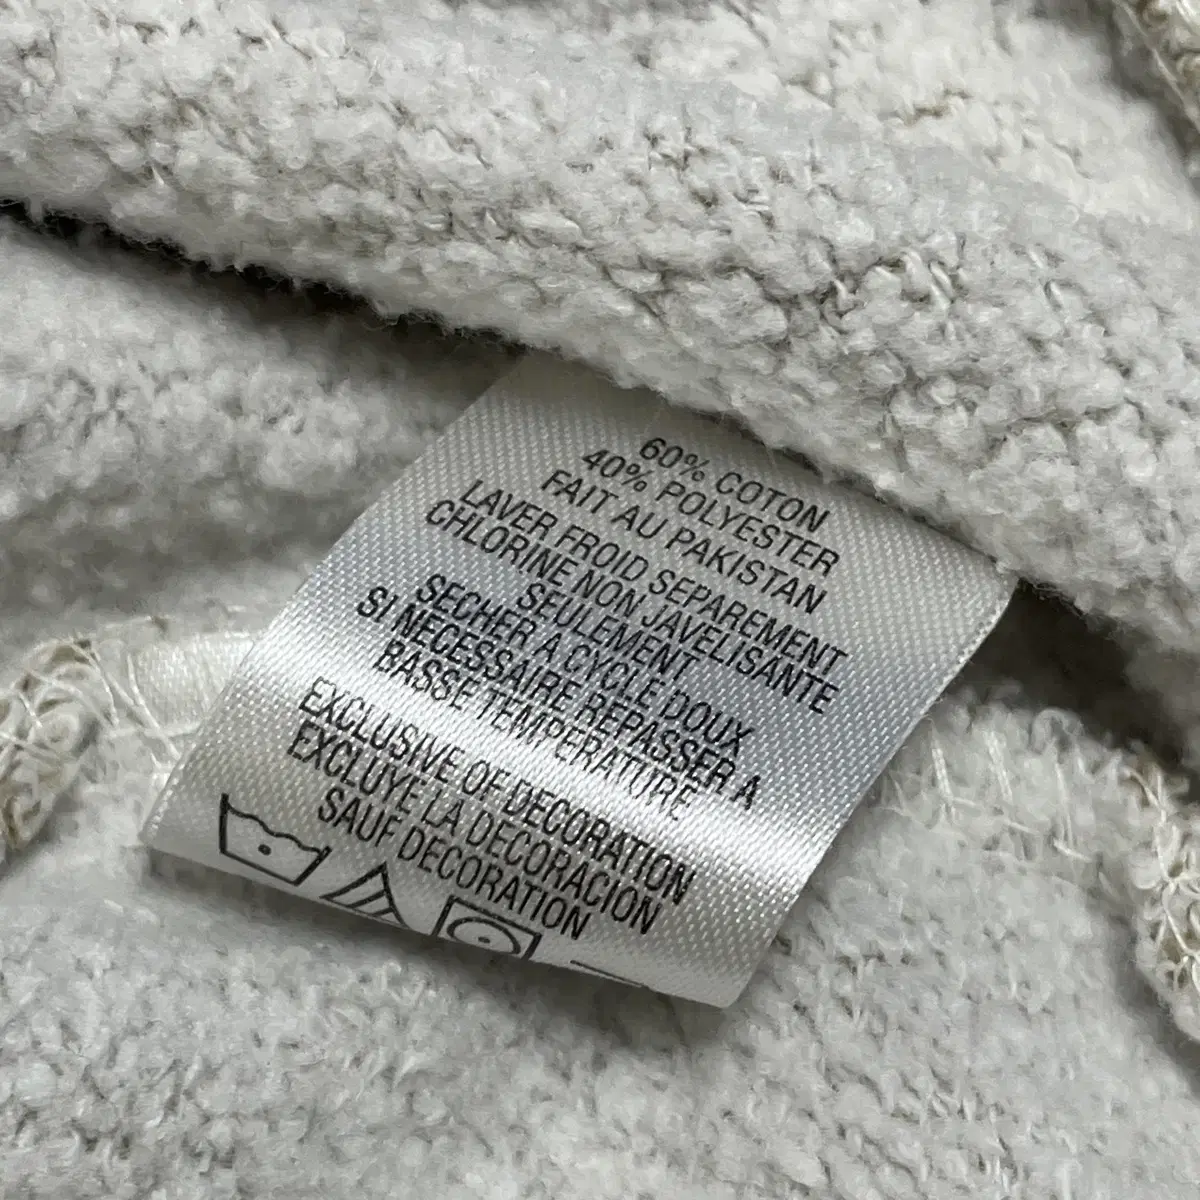 60% COTON
40% POLYESTER
FAIT AU PAKISTAN
LAVER FROID SEPAREMENT
CHLORINE NON JAVELISANTE
SEULEMENT
SECHER A CYCLE DOUX
SI NECESSAIRE REPASSER A
BASSE TEMPERATURE
EXCLUSIVE OF DECORATION
EXCLUYE LA DECORACION
SAUF DECORATION